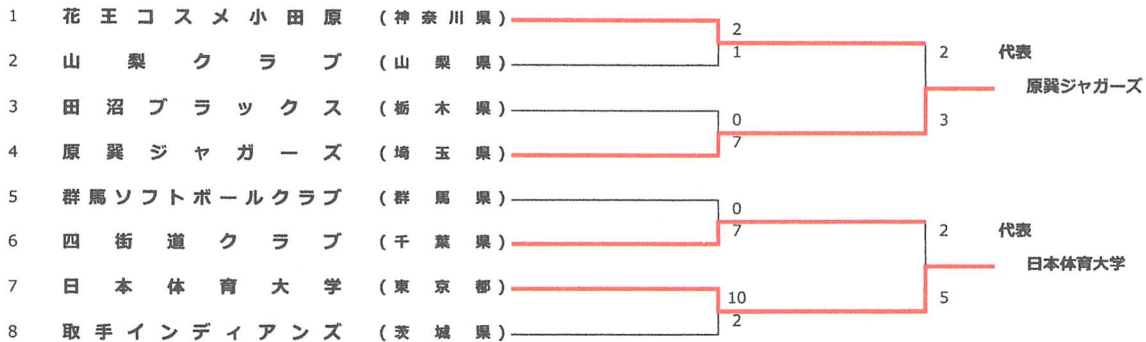 1 花王コスメ小田原 (神奈川県)
2
1
2 山梨クラブ (山梨県)
2 代表
原巽ジャガーズ
3
3 田沼ブラックス (栃木県)
0
7
4 原巽ジャガーズ (埼玉県)
5 群馬ソフトボールクラブ (群馬県)
0
7
6 四街道クラブ (千葉県)
2 代表
日本体育大学
5
7 日本体育大学 (東京都)
10
2
8 取手インディアンズ (茨城県)